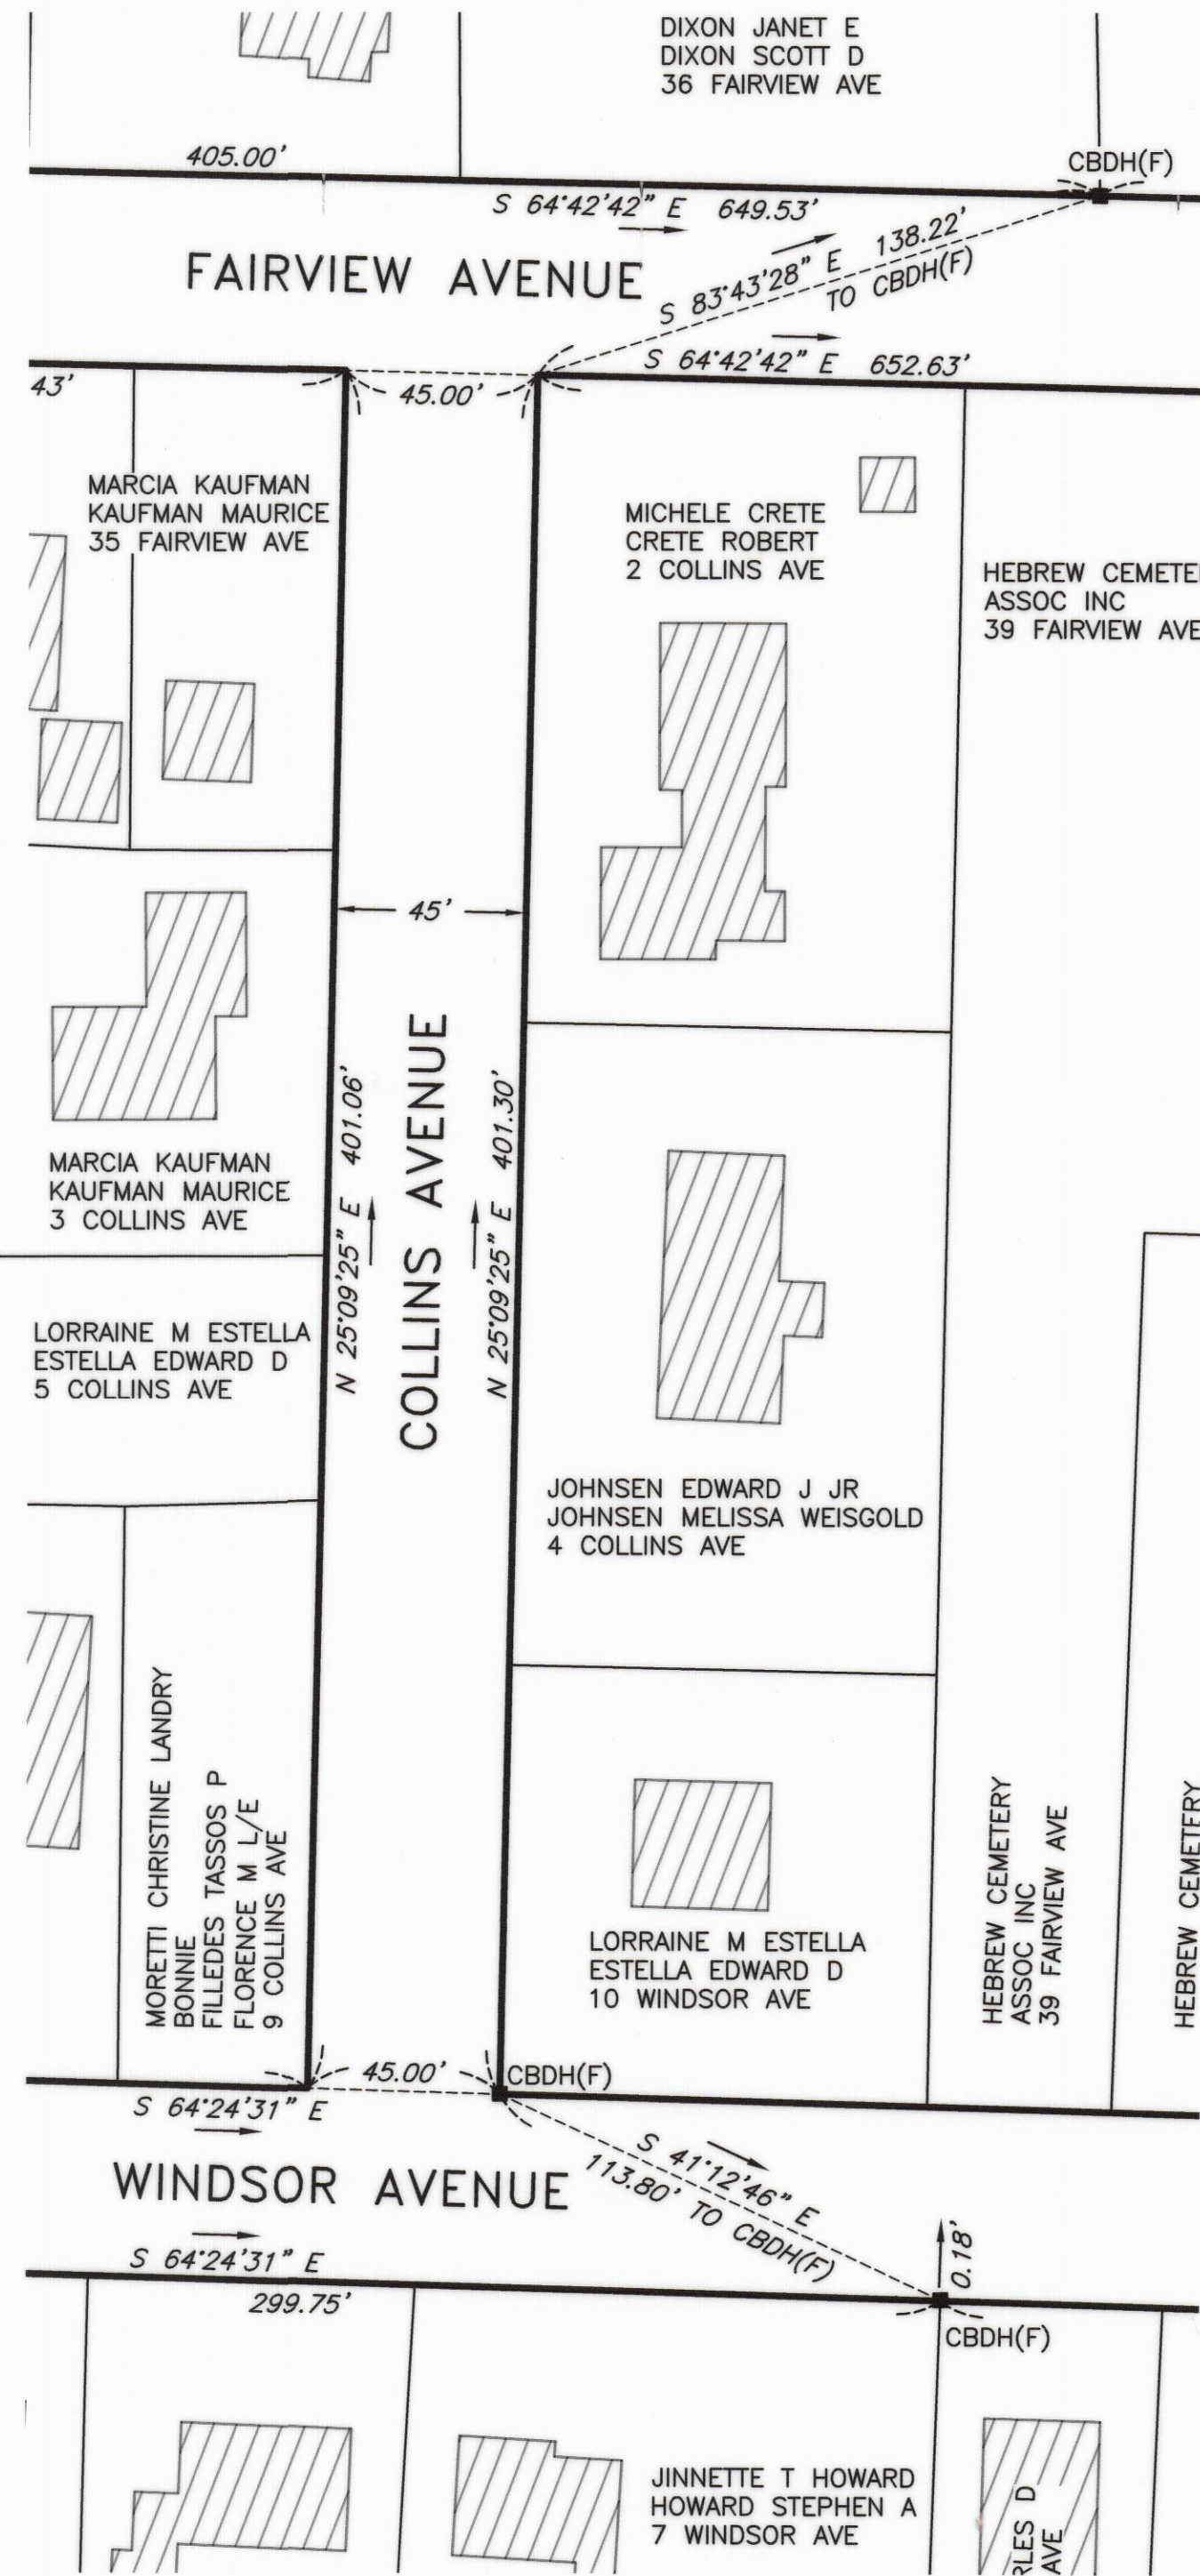 DIXON JANET E
DIXON SCOTT D
36 FAIRVIEW AVE
405.00'
CBDH(F)
S 64°42'42" E 649.53'
FAIRVIEW AVENUE
S 83°43'28" E 138.22'
TO CBDH(F)
S 64°42'42" E 652.63'
43'
45.00'
MARCIA KAUFMAN
KAUFMAN MAURICE
35 FAIRVIEW AVE
MICHELE CRETE
CRETE ROBERT
2 COLLINS AVE
HEBREW CEMETE
ASSOC INC
39 FAIRVIEW AVE
45'
COLLINS AVENUE
N 25°09'25" E 401.06'
N 25°09'25" E 401.30'
MARCIA KAUFMAN
KAUFMAN MAURICE
3 COLLINS AVE
LORRAINE M ESTELLA
ESTELLA EDWARD D
5 COLLINS AVE
JOHNSEN EDWARD J JR
JOHNSEN MELISSA WEISGOLD
4 COLLINS AVE
MORETTI CHRISTINE LANDRY
BONNIE
FILLEDES TASSOS P
FLORENCE M L/E
9 COLLINS AVE
LORRAINE M ESTELLA
ESTELLA EDWARD D
10 WINDSOR AVE
HEBREW CEMETERY
ASSOC INC
39 FAIRVIEW AVE
HEBREW CEMETERY
45.00'
CBDH(F)
S 64°24'31" E
WINDSOR AVENUE
S 41°12'46" E
113.80' TO CBDH(F)
S 64°24'31" E
299.75'
0.18'
CBDH(F)
JINNETTE T HOWARD
HOWARD STEPHEN A
7 WINDSOR AVE
RLES D
AVE